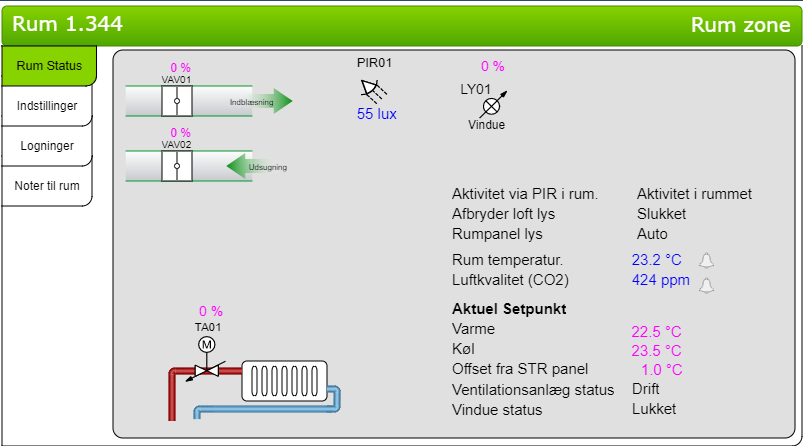 Rum 1.344
Rum zone
Rum Status
Indstillinger
Logninger
Noter til rum
0 %
VAV01
Indblæsning
0 %
VAV02
Udsugning
PIR01
55 lux
0 %
LY01
Vindue
Aktivitet via PIR i rum. Aktivitet i rummet
Afbryder loft lys Slukket
Rumpanel lys Auto
Rum temperatur. 23.2 °C
Luftkvalitet (CO2) 424 ppm
Aktuel Setpunkt
Varme 22.5 °C
Køl 23.5 °C
Offset fra STR panel 1.0 °C
Ventilationsanlæg status Drift
Vindue status Lukket
0 %
TA01
M